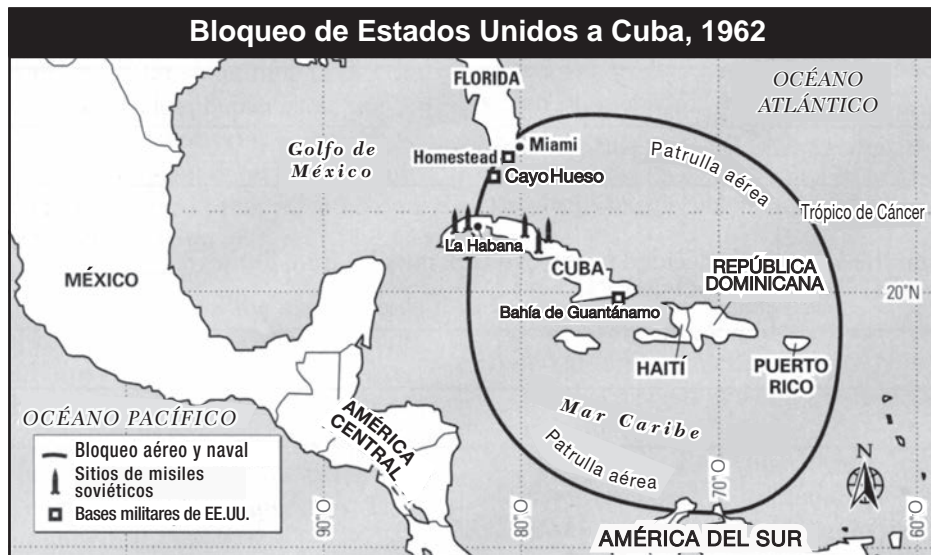 Bloqueo de Estados Unidos a Cuba, 1962
FLORIDA
OCÉANO
ATLÁNTICO
Golfo de
México
Homestead
Miami
Cayo Hueso
Patrulla aérea
Trópico de Cáncer
La Habana
CUBA
MÉXICO
REPÚBLICA
DOMINICANA
20°N
Bahía de Guantánamo
HAITÍ
PUERTO
RICO
OCÉANO PACÍFICO
AMÉRICA
CENTRAL
Mar Caribe
Patrulla aérea
Bloqueo aéreo y naval
Sitios de misiles
soviéticos
Bases militares de EE.UU.
N
90°O
80°O
70°O
60°O
AMÉRICA DEL SUR